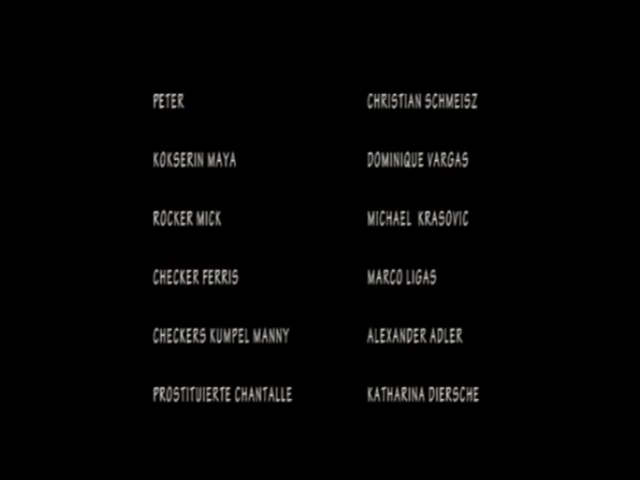 PETER CHRISTIAN SCHMEISZ
KOKSERIN MAYA DOMINIQUE VARGAS
ROCKER MICK MICHAEL KRASOVIC
CHECKER FERRIS MARCO LIGAS
CHECKERS KUMPEL MANNY ALEXANDER ADLER
PROSTITUIERTE CHANTALLE KATHARINA DIERSCHE